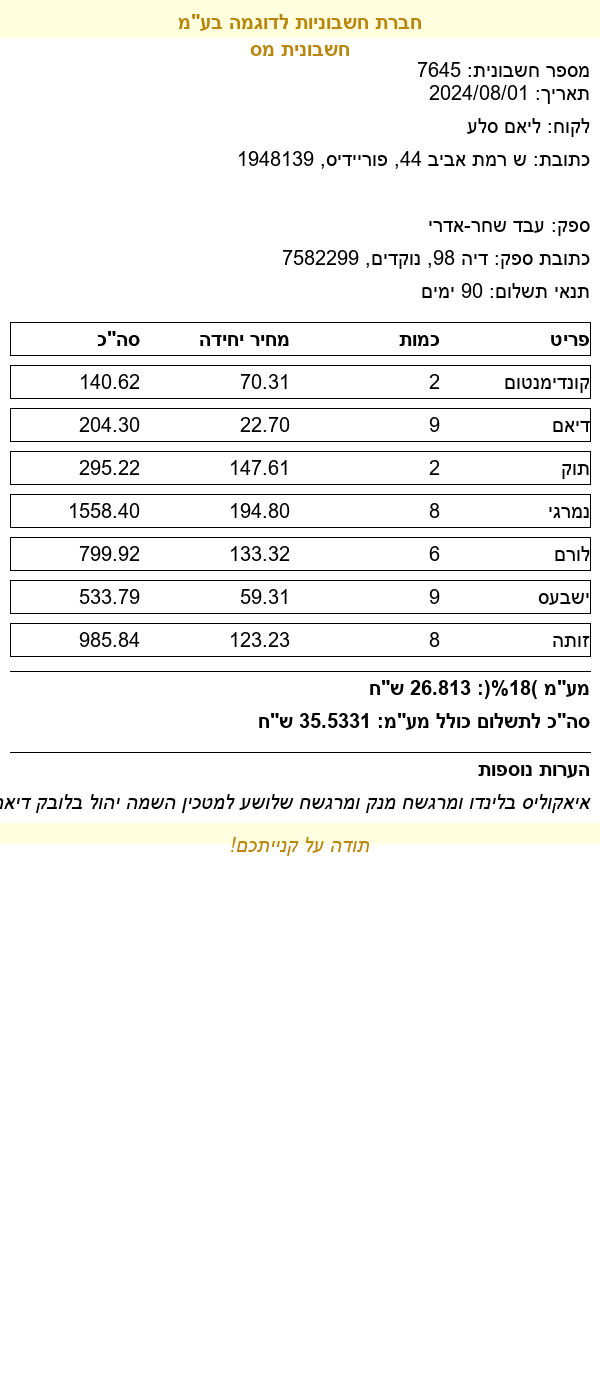 חברת חשבוניות לדוגמה בע"מ
חשבונית מס
מספר חשבונית: 7645
תאריך: 2024/08/01
לקוח: ליאם סלע
כתובת: ש רמת אביב 44, פוריידיס, 1948139
ספק: עבד שחר-אדרי
כתובת ספק: דיה 98, נוקדים, 7582299
תנאי תשלום: 90 ימים
פריט כמות מחיר יחידה סה"כ
קונדימנטום 2 70.31 140.62
דיאם 9 22.70 204.30
תוק 2 147.61 295.22
נמרגי 8 194.80 1558.40
לורם 6 133.32 799.92
ישבעס 9 59.31 533.79
זותה 8 123.23 985.84
מע"מ )18%(: 26.813 ש"ח
סה"כ לתשלום כולל מע"מ: 35.5331 ש"ח
הערות נוספות
איאקוליס בלינדו ומרגשח מנק ומרגשח שלושע למטכין השמה יהול בלובק
תודה על קנייתכם!